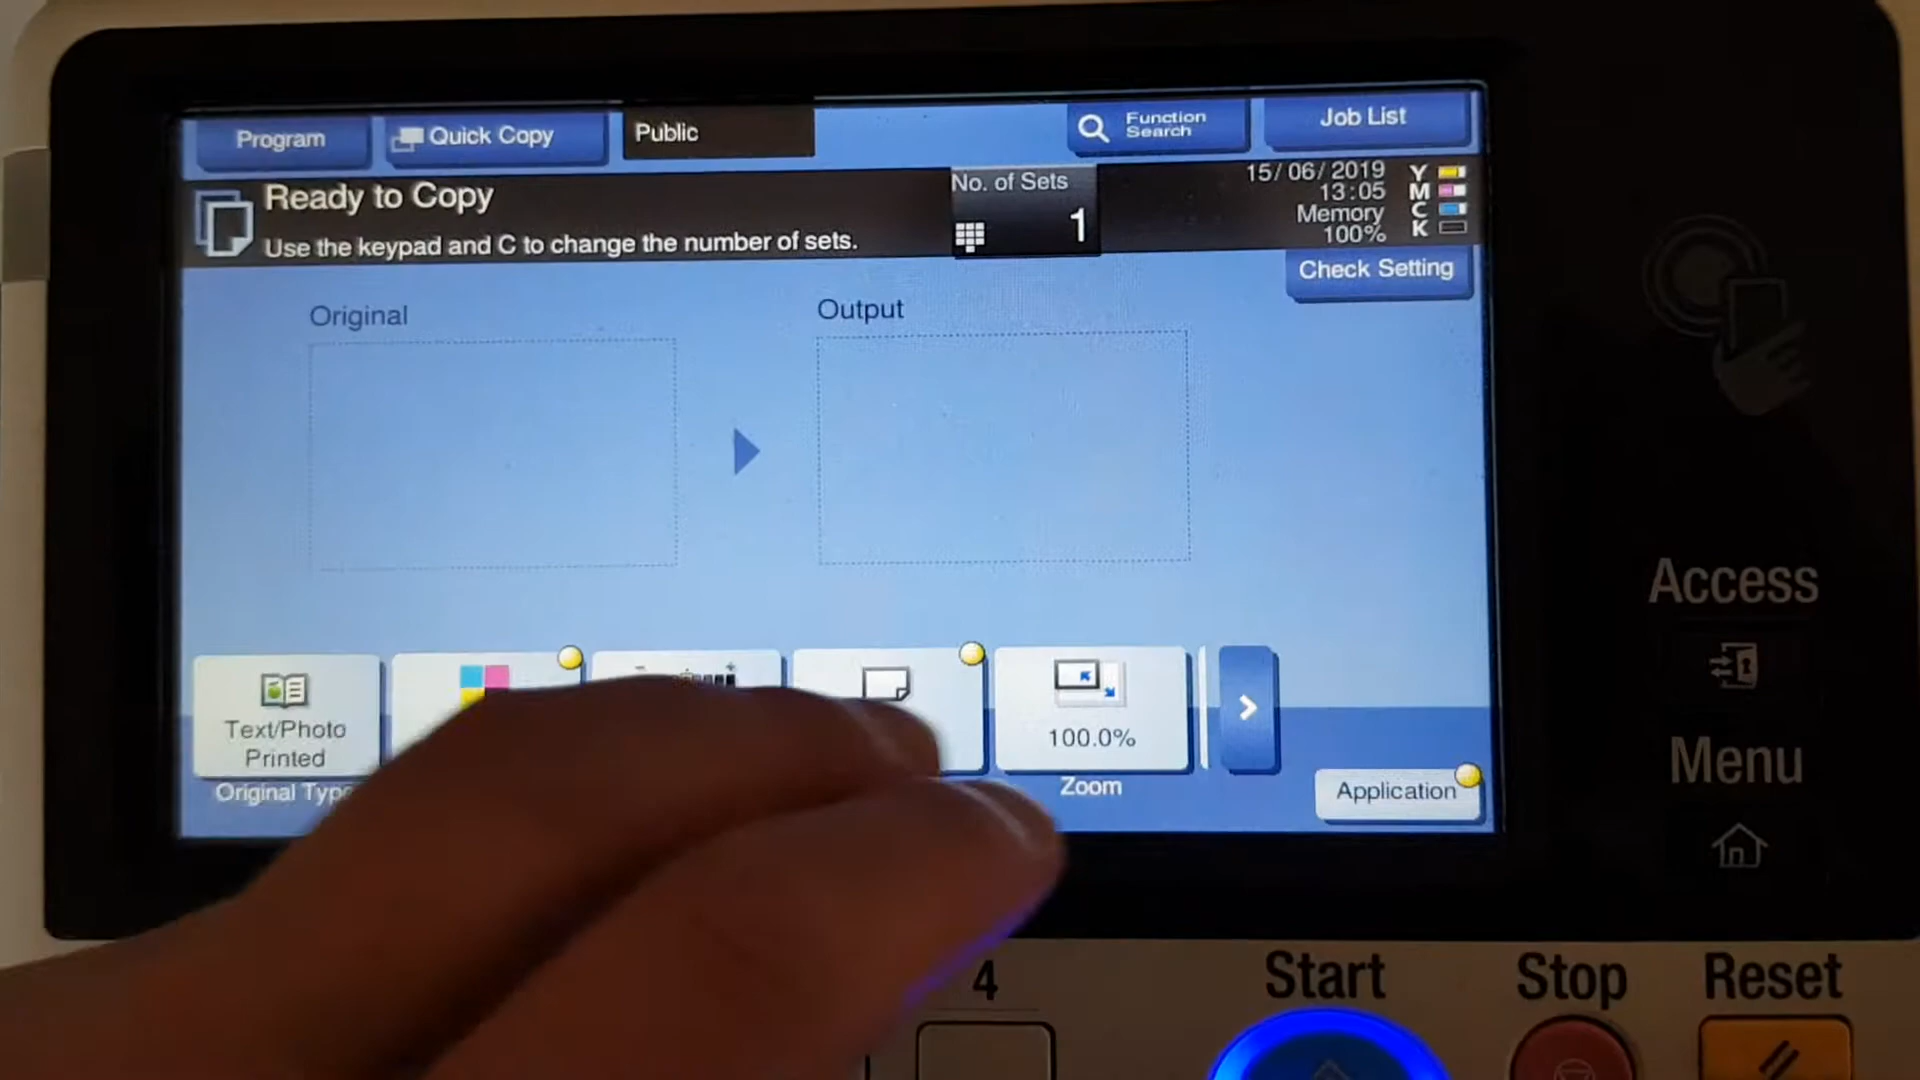 Program
Quick Copy
Public
Function
Search
Job List
Ready to Copy
Use the keypad and C to change the number of sets.
No. of Sets
1
15/06/2019
13:05
Memory
100%
Y
M
C
K
Check Setting
Original
Output
Text/Photo
Printed
Original Type
100.0%
Zoom
Application
Access
Menu
4
Start
Stop
Reset